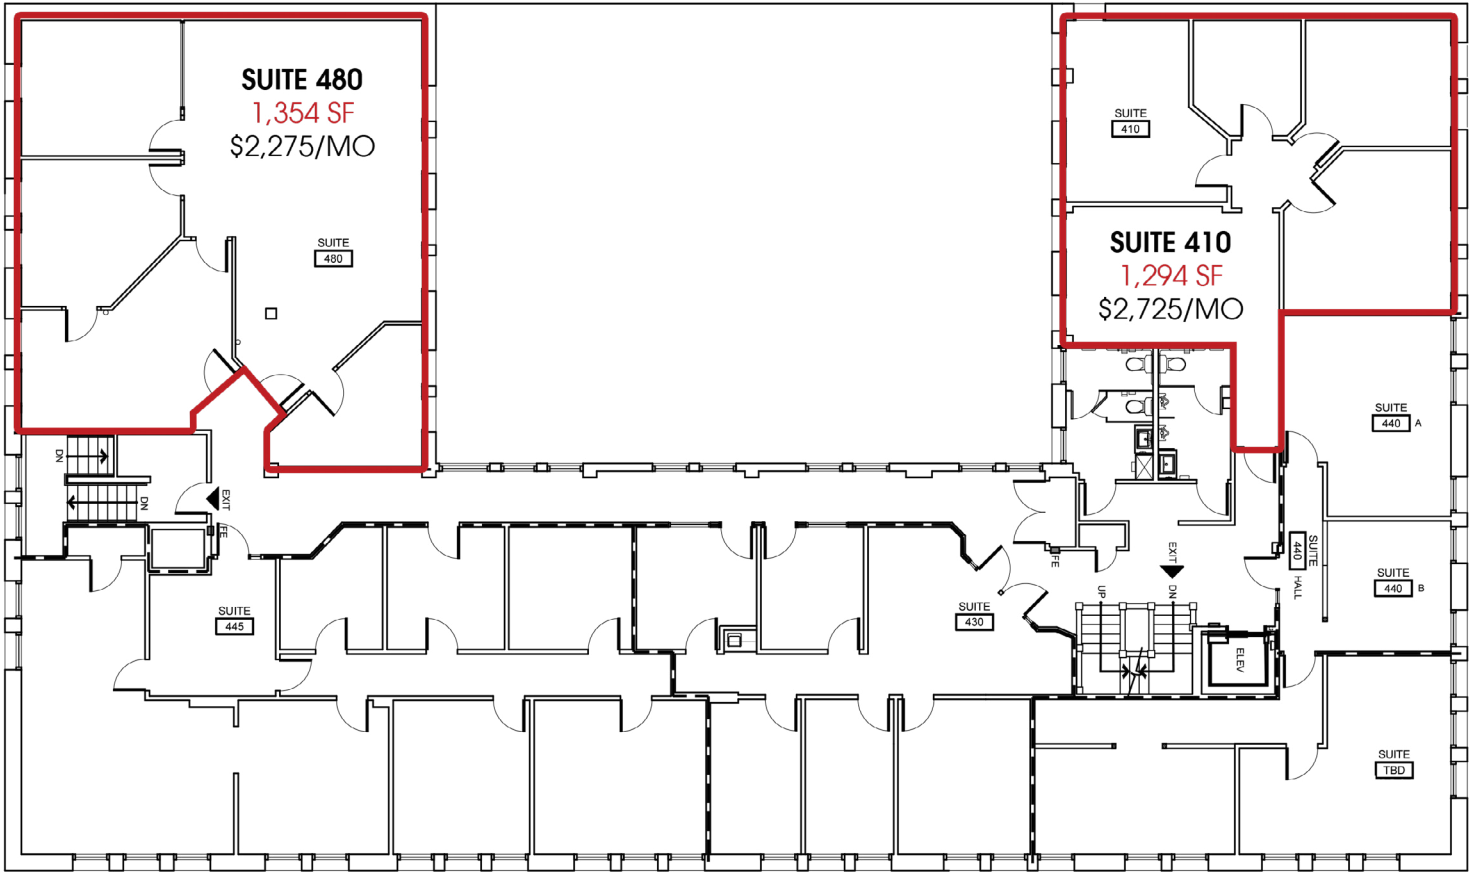 SUITE 480
1,354 SF
$2,275/MO
SUITE
480
SUITE
410
SUITE 410
1,294 SF
$2,725/MO
SUITE
440 A
DN
DN
EXIT
FE
SUITE
445
SUITE
430
FE
UP
EXIT
DN
ELEV
SUITE
440
HALL
SUITE
440 B
SUITE
TBD